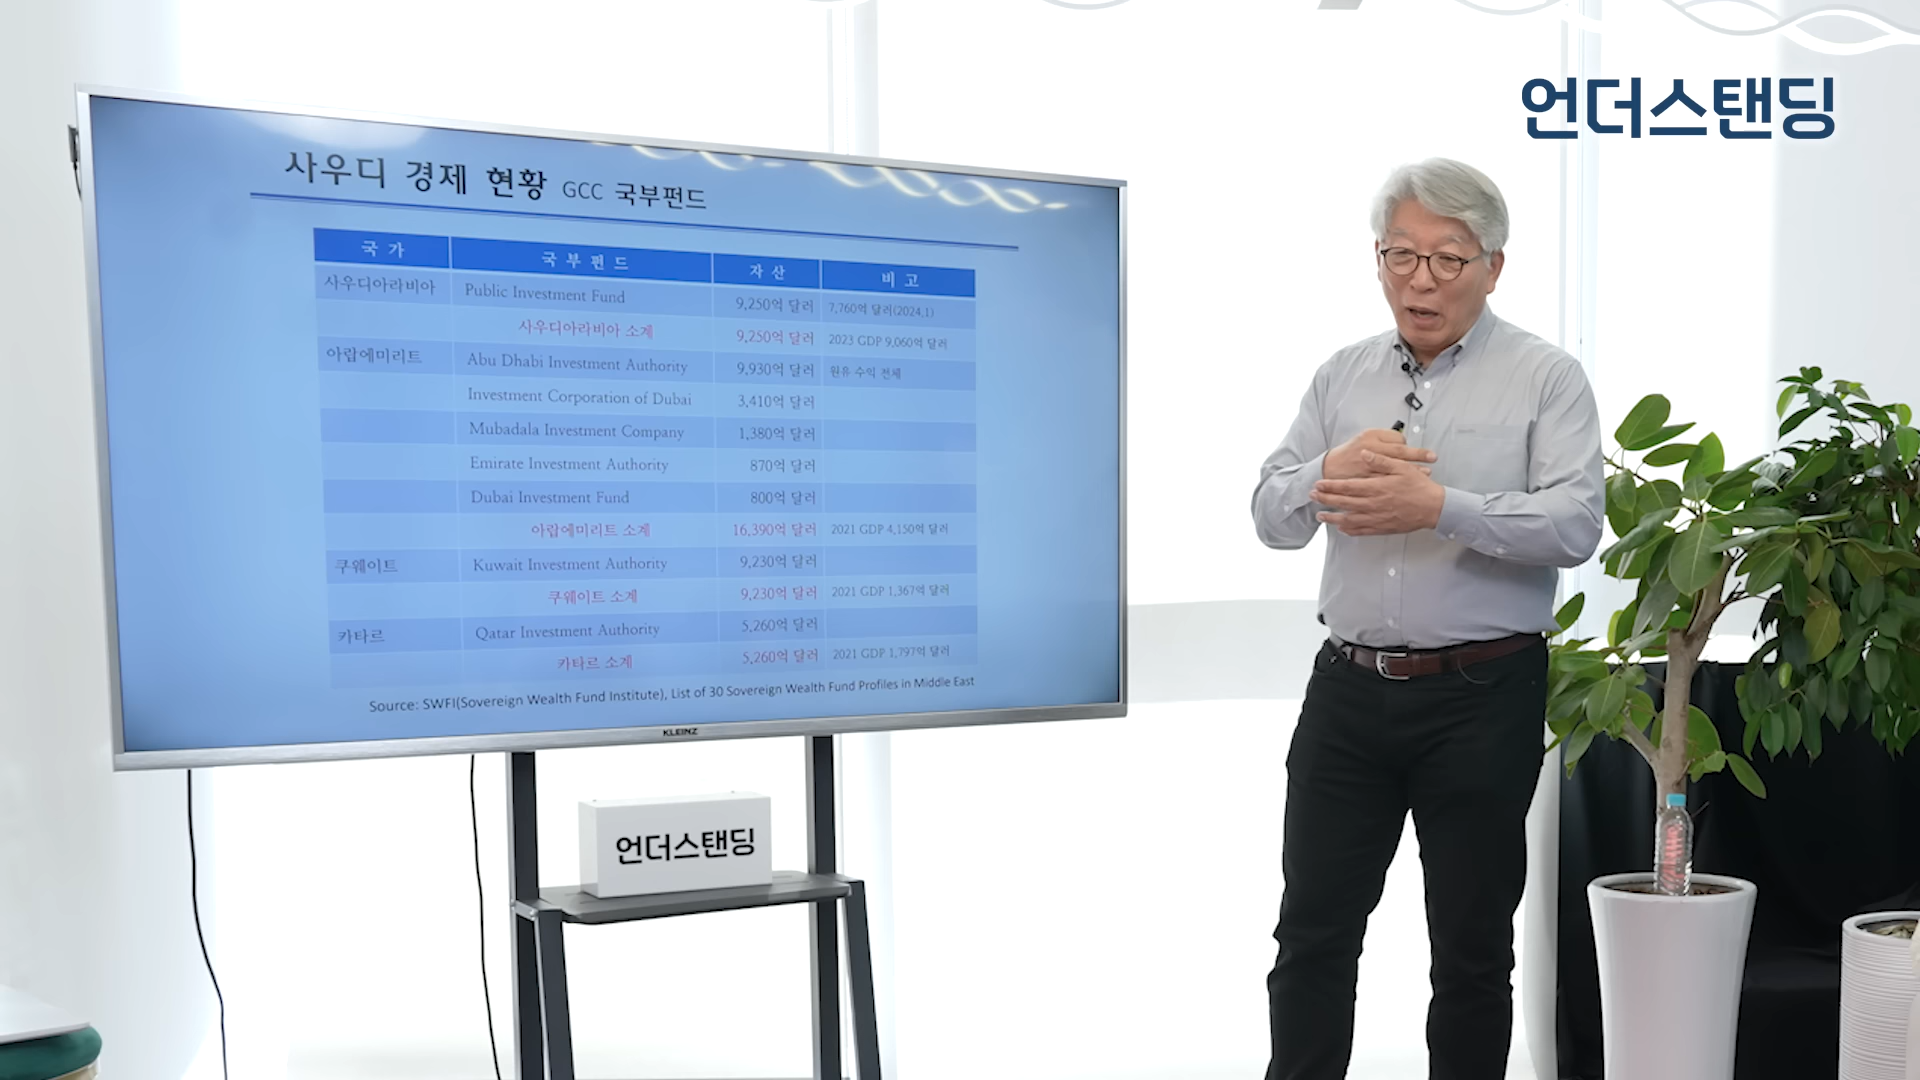 언더스탠딩
사우디 경제 현황 GCC 국부펀드
국 가 국 부 펀 드 자 산 비 고
사우디아라비아 Public Investment Fund 9,250억 달러 7,760억 달러(2024.1)
사우디아라비아 소계 9,250억 달러 2023 GDP 9,060억 달러
아랍에미리트 Abu Dhabi Investment Authority 9,930억 달러 원유 수익 전체
Investment Corporation of Dubai 3,410억 달러
Mubadala Investment Company 1,380억 달러
Emirate Investment Authority 870억 달러
Dubai Investment Fund 800억 달러
아랍에미리트 소계 16,390억 달러 2021 GDP 4,150억 달러
쿠웨이트 Kuwait Investment Authority 9,230억 달러
쿠웨이트 소계 9,230억 달러 2021 GDP 1,367억 달러
카타르 Qatar Investment Authority 5,260억 달러
카타르 소계 5,260억 달러 2021 GDP 1,797억 달러
Source: SWFI(Sovereign Wealth Fund Institute), List of 30 Sovereign Wealth Fund Profiles in Middle East
KLEINZ
언더스탠딩